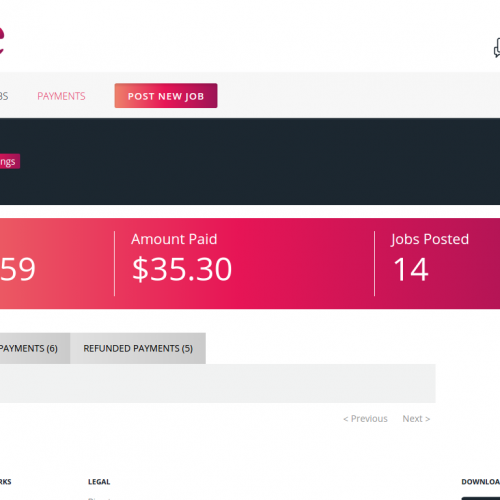 e
BS PAYMENTS POST NEW JOB
ngs
Amount Paid Jobs Posted
59 $35.30 14
PAYMENTS (6) REFUNDED PAYMENTS (5)
< Previous Next >
RKS LEGAL DOWNLOA